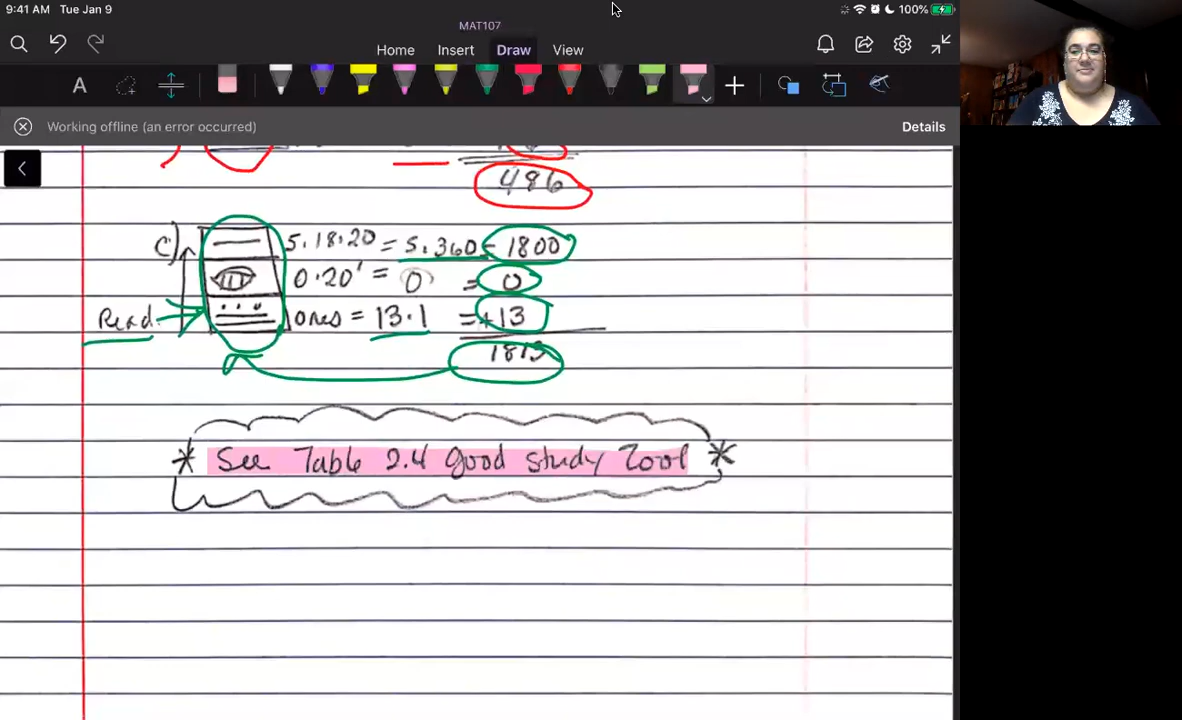 9:41 AM Tue Jan 9
100%
MAT107
Home Insert Draw View
A
Working offline (an error occurred)
Details
486
c) 5.18.20 = 5.360 = 1800
0.20' = 0 = 0
Read ones = 13.1 = + 13
1813
* See Table 2.4 good study Tool *